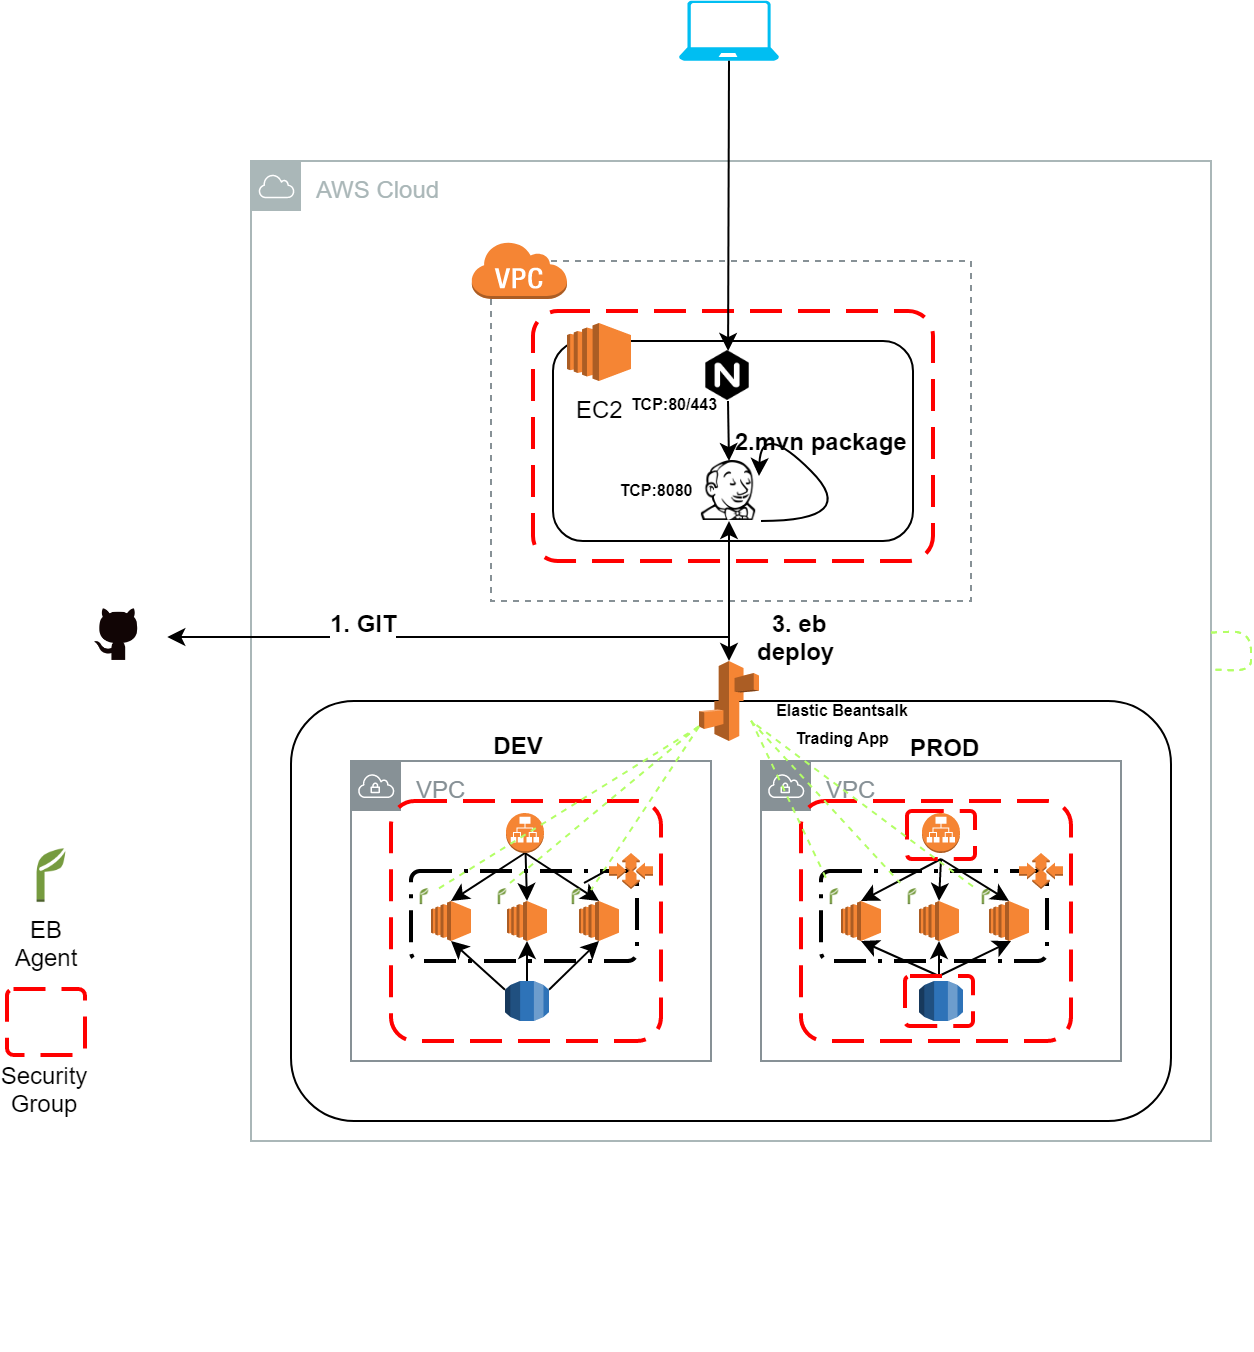 AWS Cloud
VPC
EC2
TCP:80/443
2.mvn package
TCP:8080
1. GIT
3. eb
deploy
Elastic Beantsalk
Trading App
DEV
PROD
VPC
VPC
EB
Agent
Security
Group